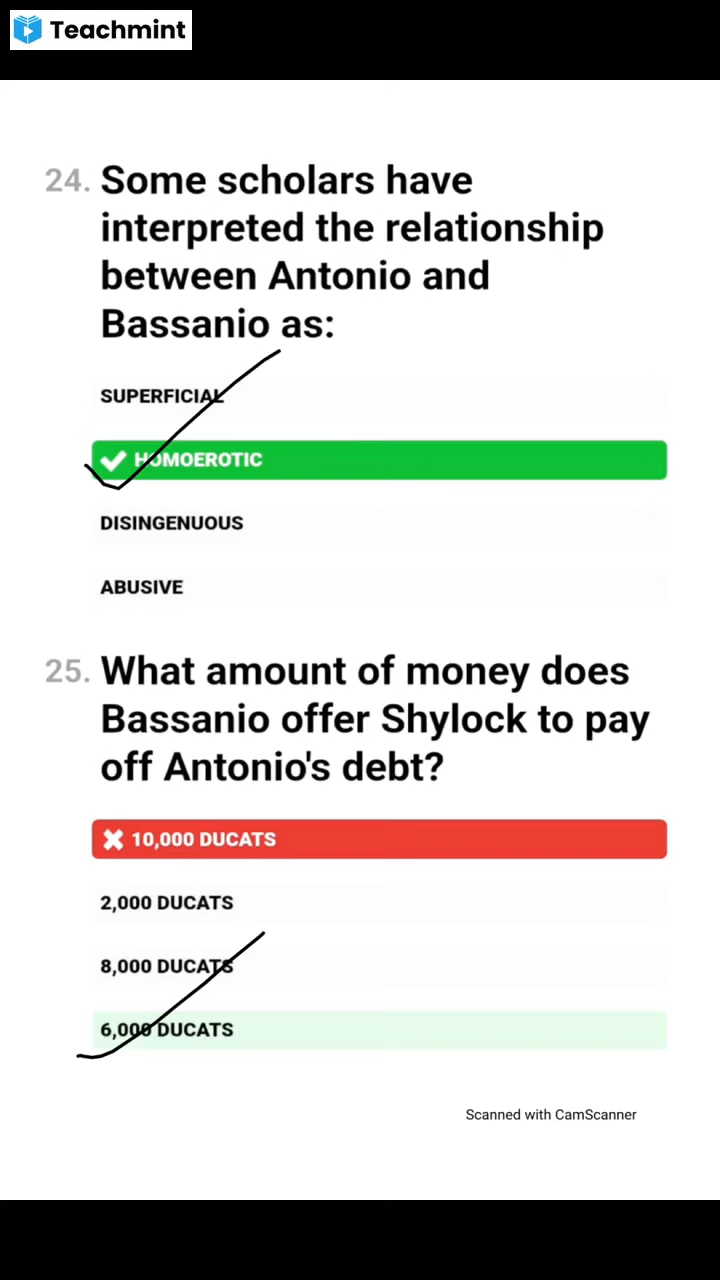 Teachmint
24. Some scholars have
interpreted the relationship
between Antonio and
Bassanio as:
SUPERFICIAL
HOMOEROTIC
DISINGENUOUS
ABUSIVE
25. What amount of money does
Bassanio offer Shylock to pay
off Antonio's debt?
10,000 DUCATS
2,000 DUCATS
8,000 DUCATS
6,000 DUCATS
Scanned with CamScanner